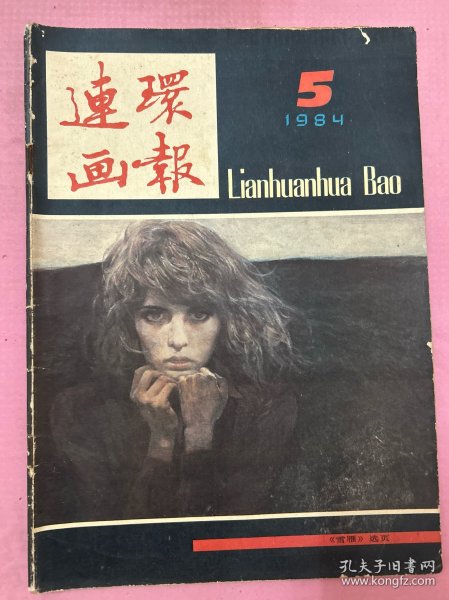 連環
画報
5
1984
Lianhuanhua Bao
《雪雁》选页
孔夫子旧书网
www.kongfz.com